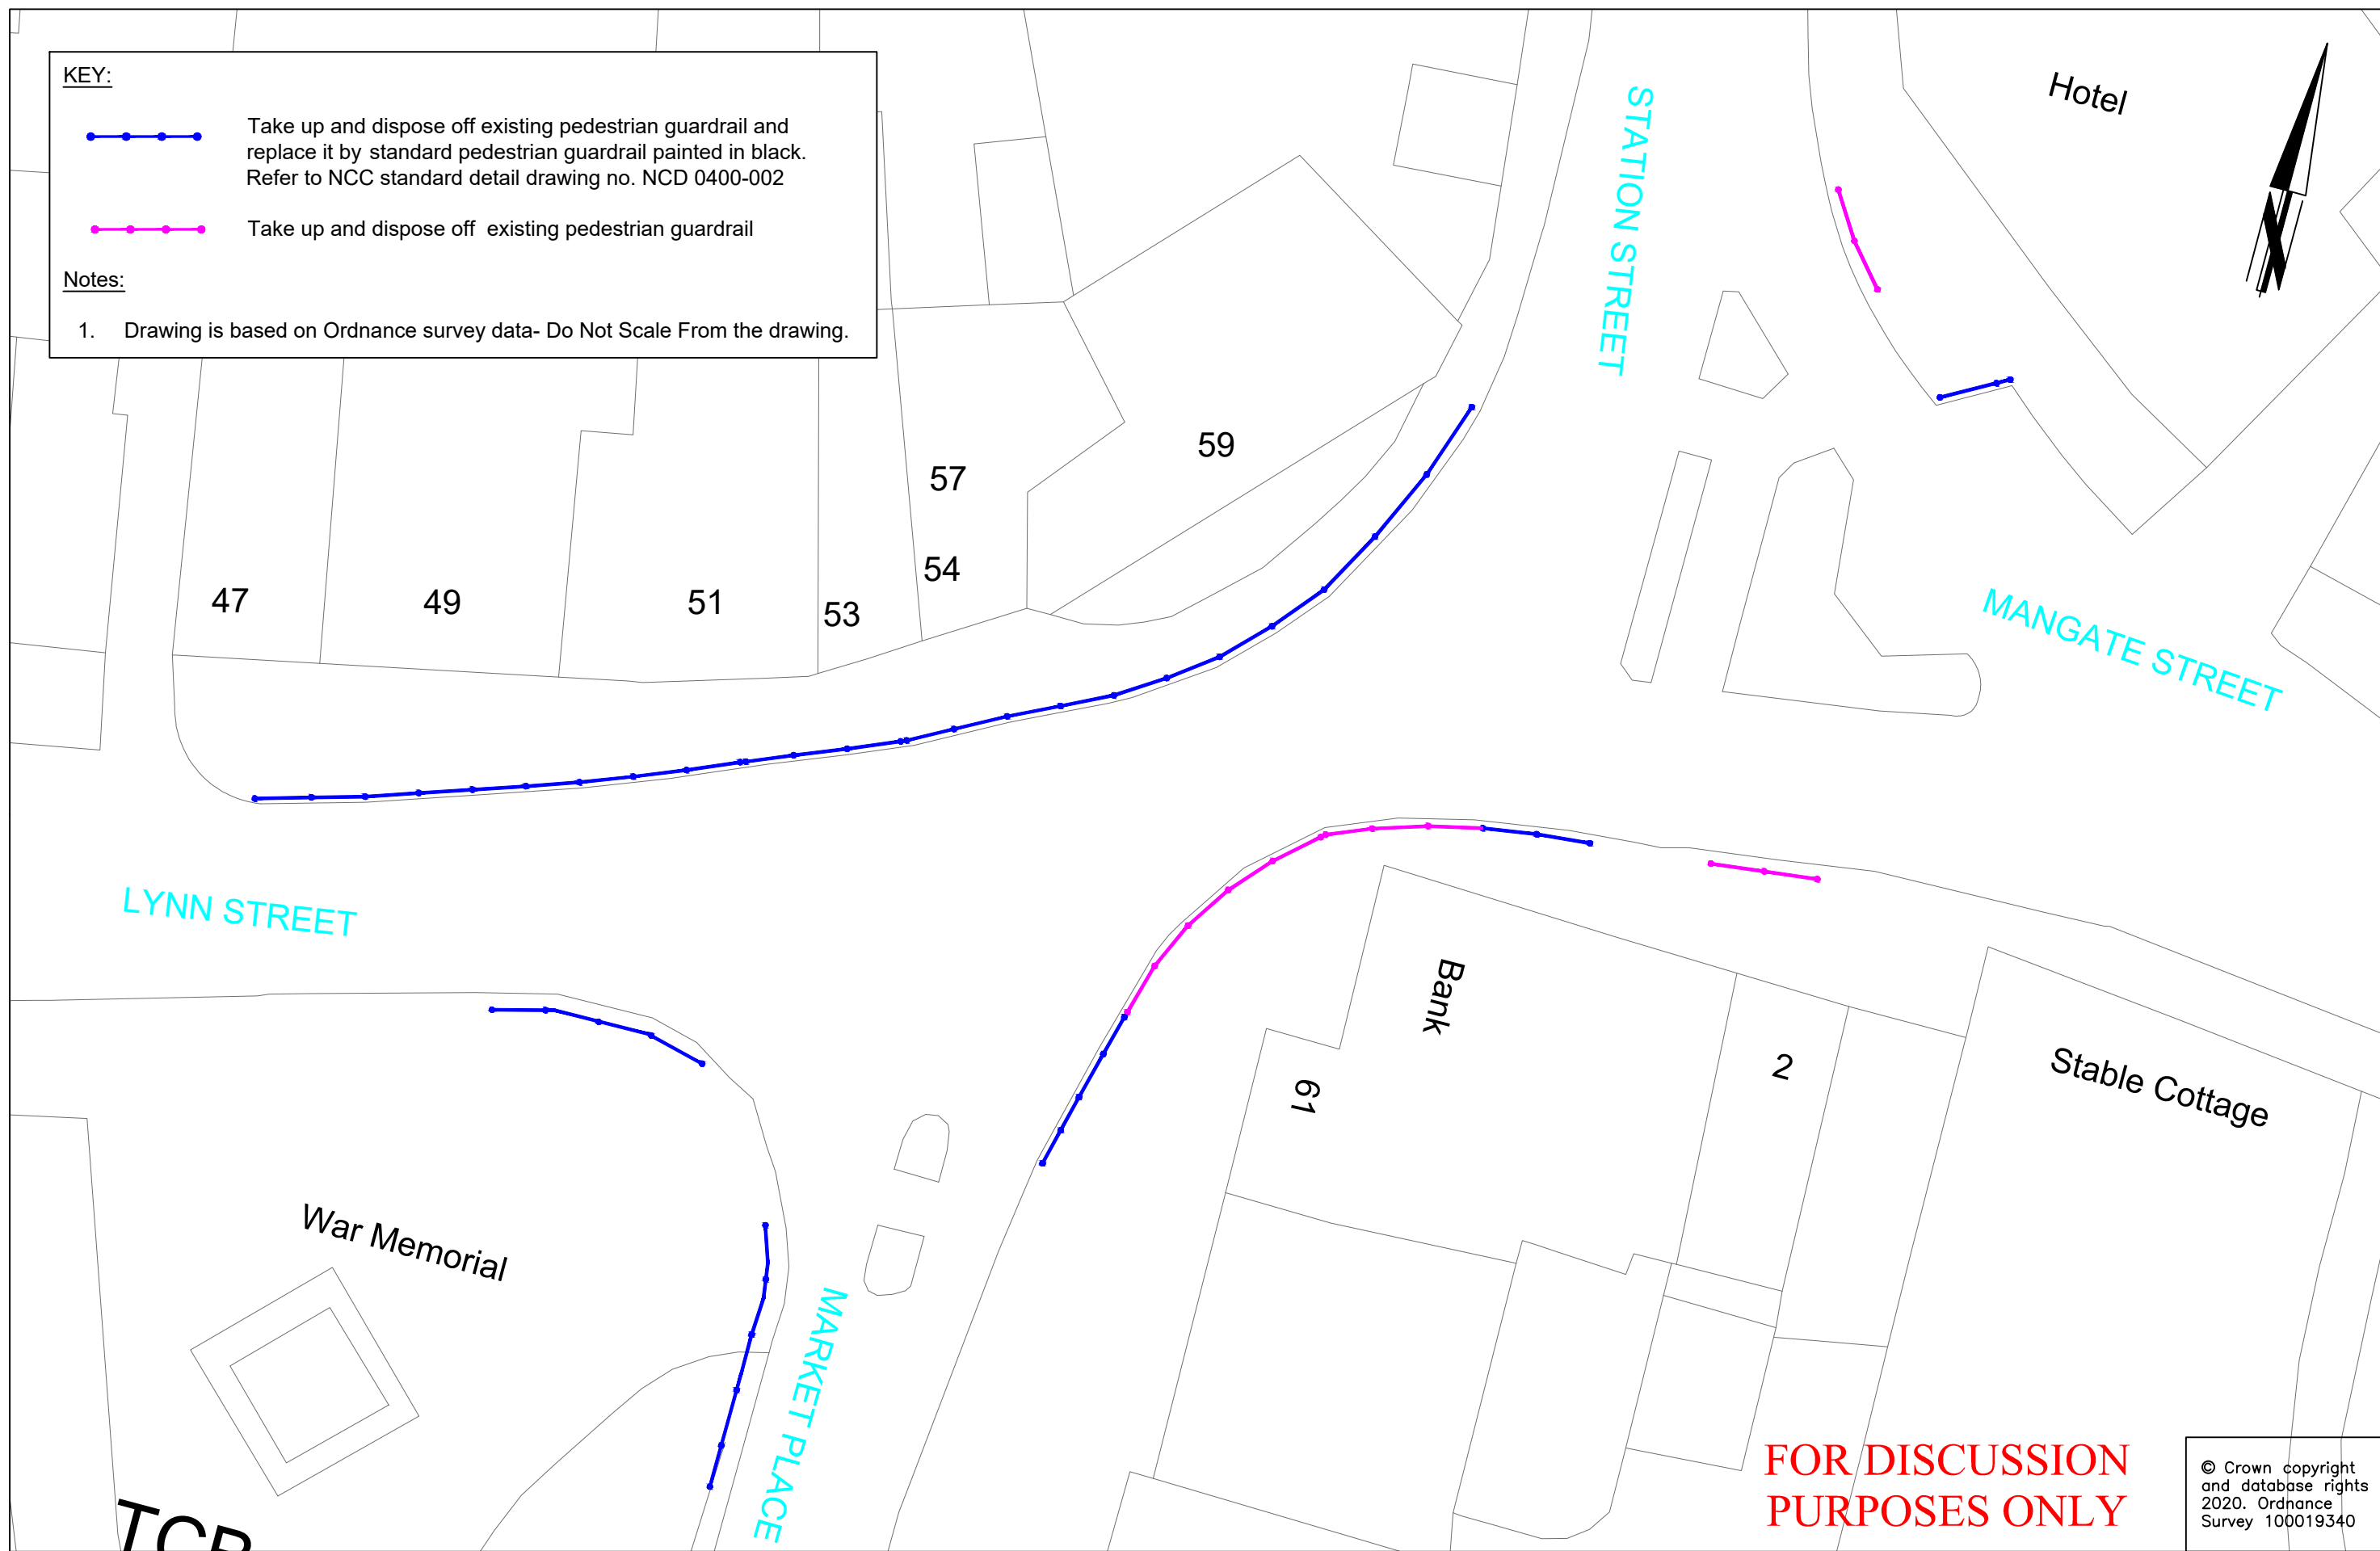 KEY:
Take up and dispose off existing pedestrian guardrail and
replace it by standard pedestrian guardrail painted in black.
Refer to NCC standard detail drawing no. NCD 0400-002
Take up and dispose off existing pedestrian guardrail
Notes:
1. Drawing is based on Ordnance survey data- Do Not Scale From the drawing.
Hotel
STATION STREET
59
57
54
47
49
51
53
MANGATE STREET
LYNN STREET
Bank
61
2
Stable Cottage
War Memorial
MARKET PLACE
TCB
FOR DISCUSSION
PURPOSES ONLY
© Crown copyright
and database rights
2020. Ordnance
Survey 100019340